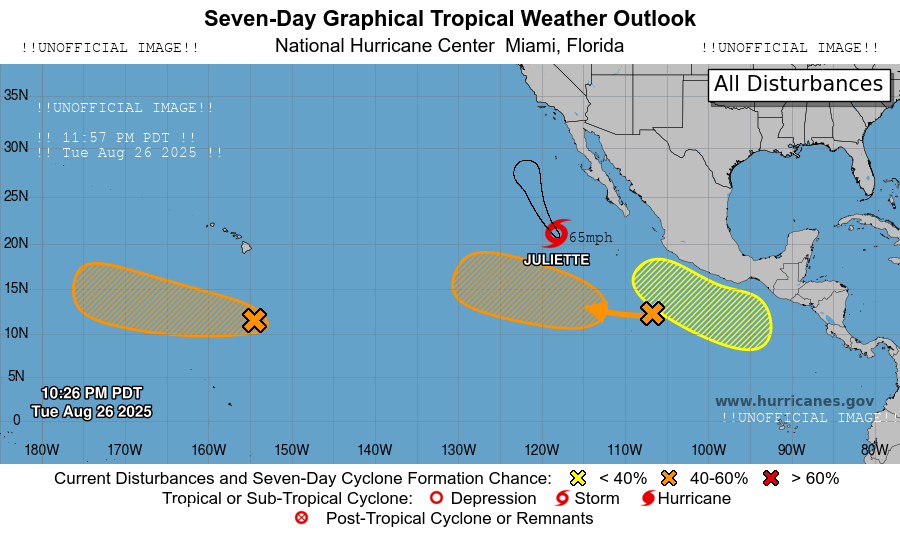 Seven-Day Graphical Tropical Weather Outlook
!!UNOFFICIAL IMAGE!!
National Hurricane Center  Miami, Florida
!!UNOFFICIAL IMAGE!!
All Disturbances
35N
!!UNOFFICIAL IMAGE!!
!! 11:57 PM PDT !!
30N
!! Tue Aug 26 2025 !!
25N
20N
65mph
JULIETTE
15N
10N
5N
10:26 PM PDT
Tue Aug 26 2025
www.hurricanes.gov
!!UNOFFICIAL IMAGE!!
0
180W
170W
160W
150W
140W
130W
120W
110W
100W
90W
80W
Current Disturbances and Seven-Day Cyclone Formation Chance:
< 40%
40-60%
> 60%
Tropical or Sub-Tropical Cyclone:
Depression
Storm
Hurricane
Post-Tropical Cyclone or Remnants